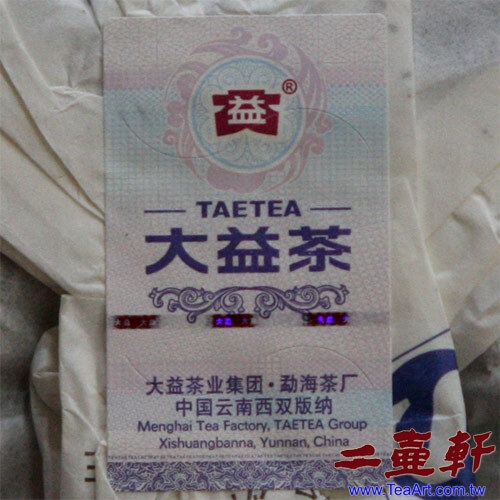 益®
TAETEA
大益茶
大益茶业集团·勐海茶厂
中国云南西双版纳
Menghai Tea Factory, TAETEA Group
Xishuangbanna, Yunnan, China
二壺軒
www.TeaArt.com.tw